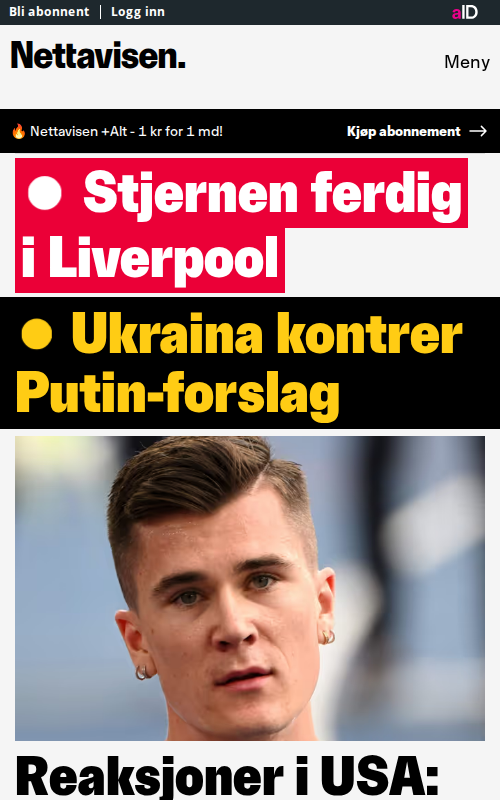 Bli abonnent | Logg inn
aID
Nettavisen.
Meny
🔥 Nettavisen +Alt - 1 kr for 1 md!
Kjøp abonnement →
Stjernen ferdig
i Liverpool
Ukraina kontrer
Putin-forslag
Reaksjoner i USA: